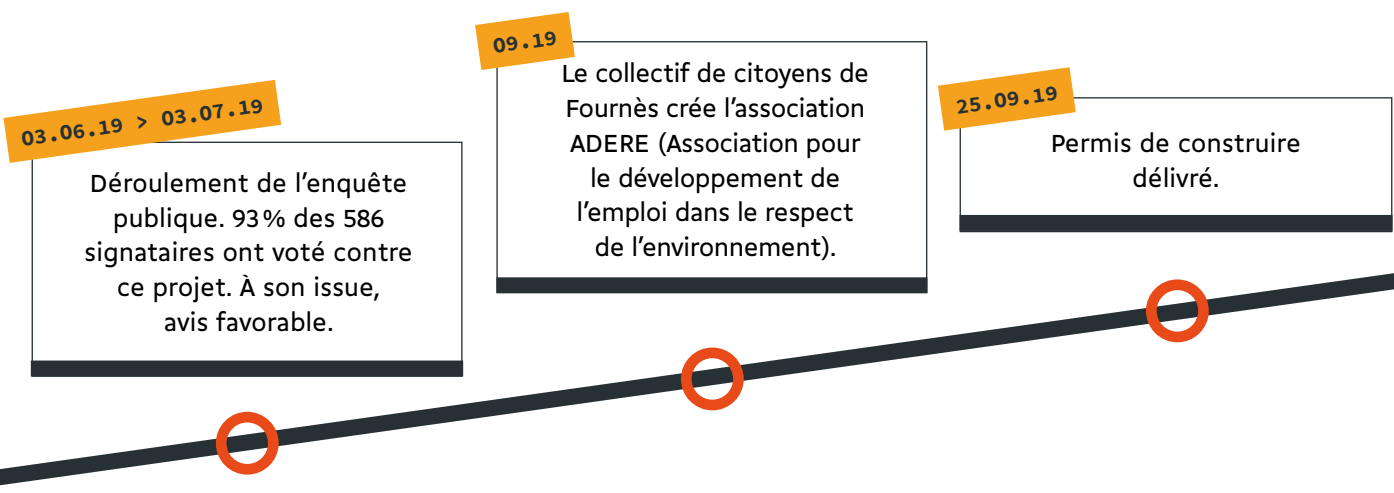 03.06.19 > 03.07.19
Déroulement de l’enquête
publique. 93 % des 586
signataires ont voté contre
ce projet. À son issue,
avis favorable.
09.19
Le collectif de citoyens de
Fournès crée l’association
ADERE (Association pour
le développement de
l’emploi dans le respect
de l’environnement).
25.09.19
Permis de construire
délivré.